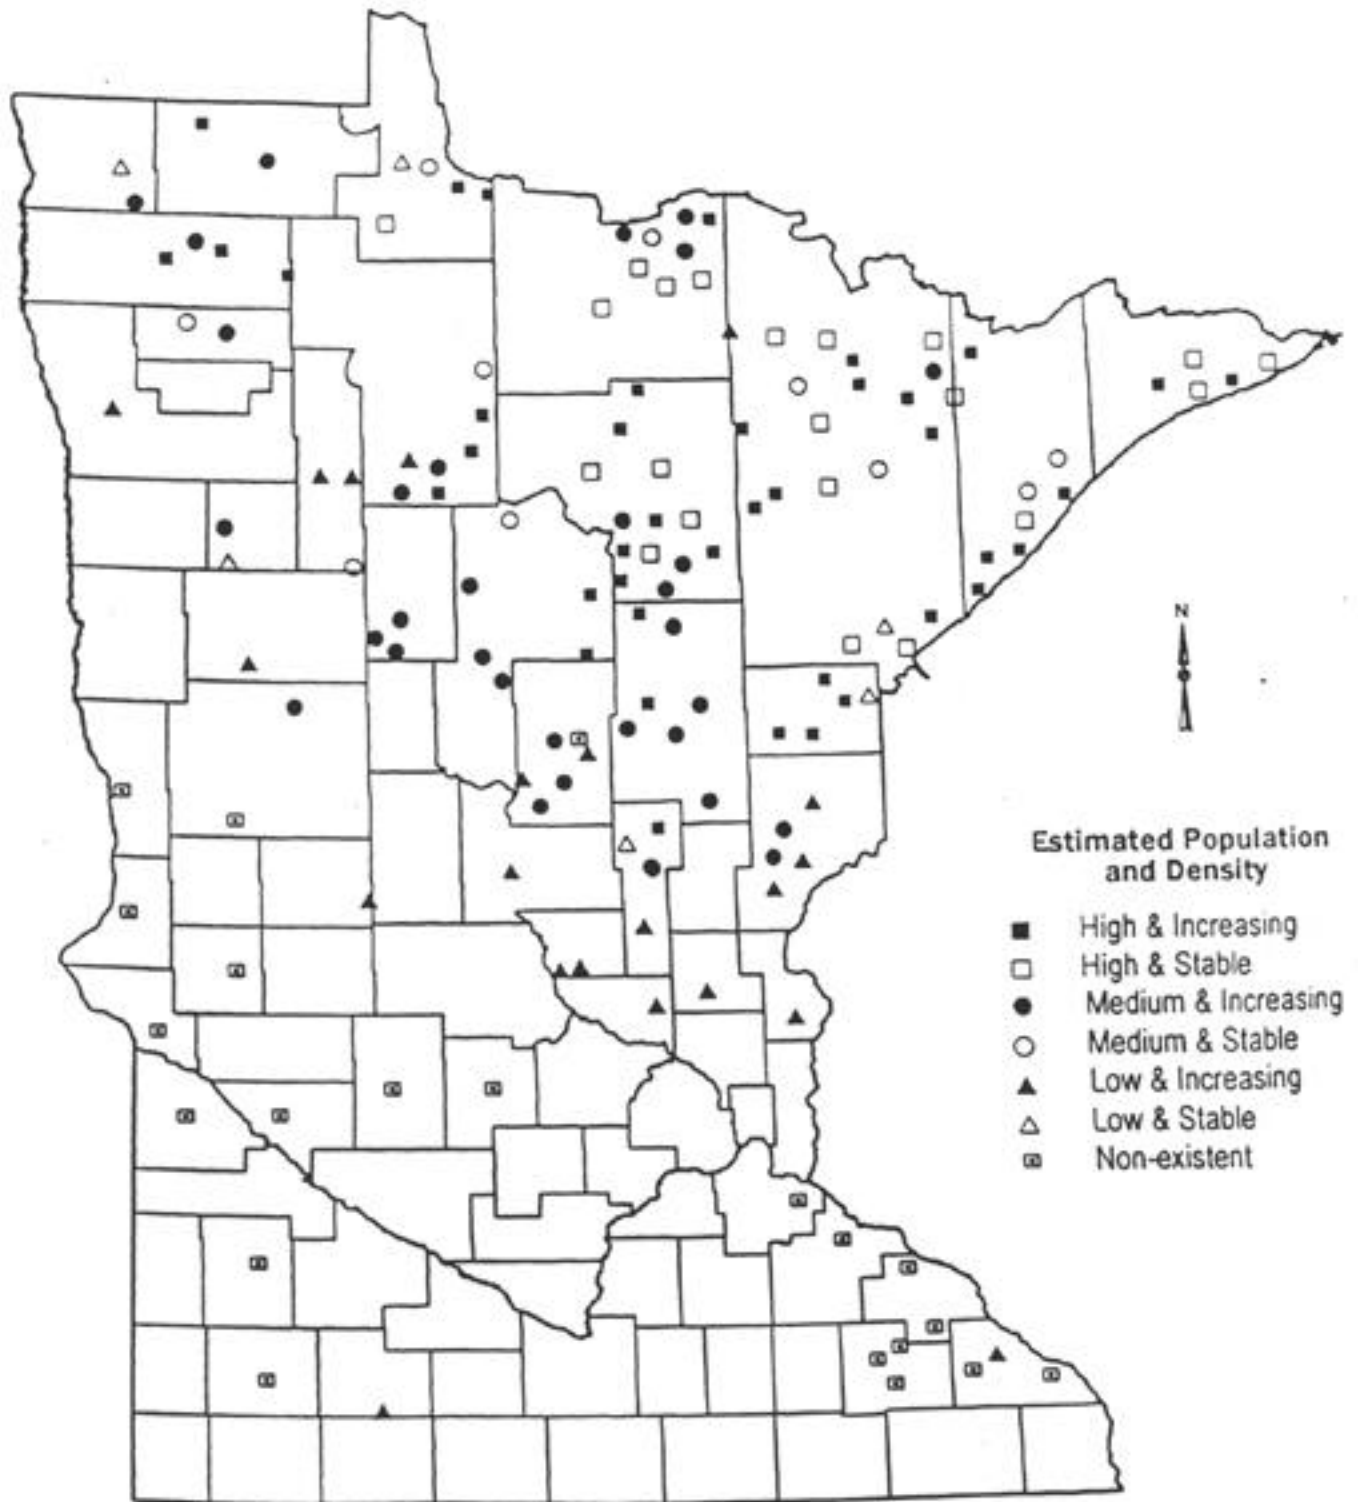 N
Estimated Population
and Density
High & Increasing
High & Stable
Medium & Increasing
Medium & Stable
Low & Increasing
Low & Stable
Non-existent